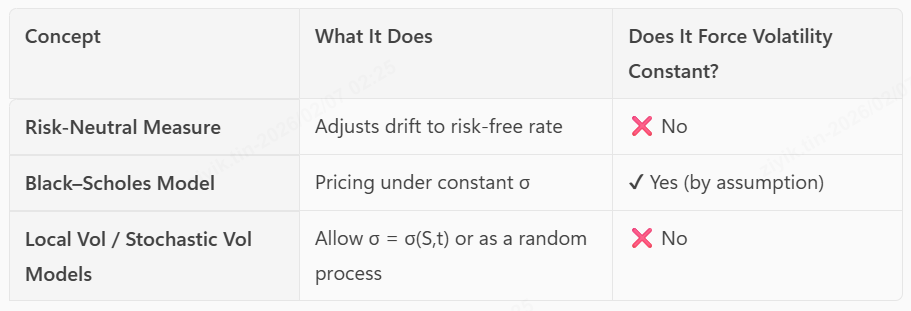 Concept
What It Does
Does It Force Volatility
Constant?
Risk-Neutral Measure
Adjusts drift to risk-free rate
❌ No
Black–Scholes Model
Pricing under constant σ
✓ Yes (by assumption)
Local Vol / Stochastic Vol
Models
Allow σ = σ(S,t) or as a random
process
❌ No